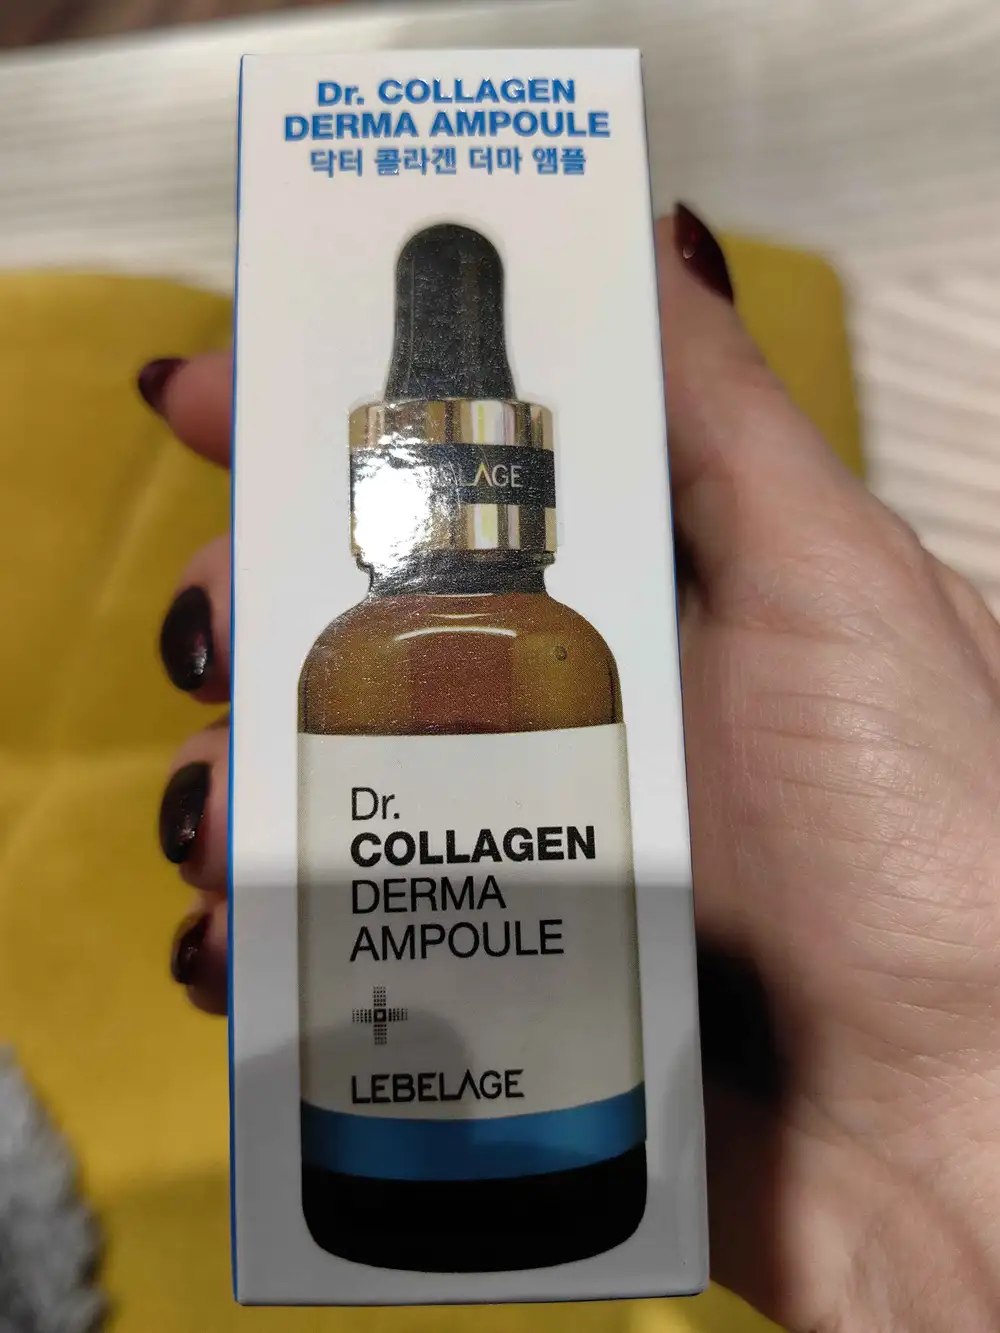 Dr. COLLAGEN
DERMA AMPOULE
닥터 콜라겐 더마 앰플
Dr.
COLLAGEN
DERMA
AMPOULE
LEBELAGE